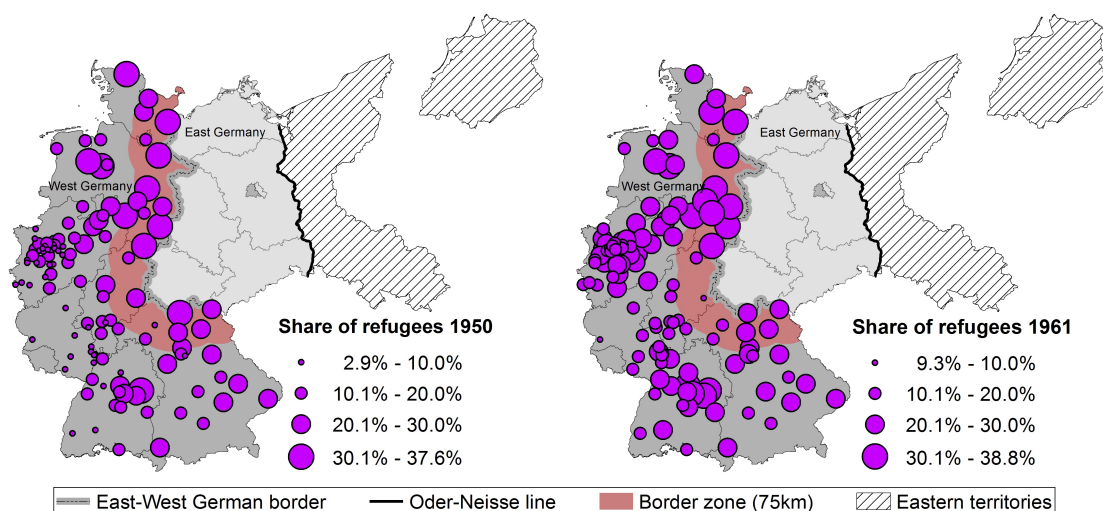 East Germany
West Germany
Share of refugees 1950
2.9% - 10.0%
10.1% - 20.0%
20.1% - 30.0%
30.1% - 37.6%
East Germany
West Germany
Share of refugees 1961
9.3% - 10.0%
10.1% - 20.0%
20.1% - 30.0%
30.1% - 38.8%
East-West German border
Oder-Neisse line
Border zone (75km)
Eastern territories